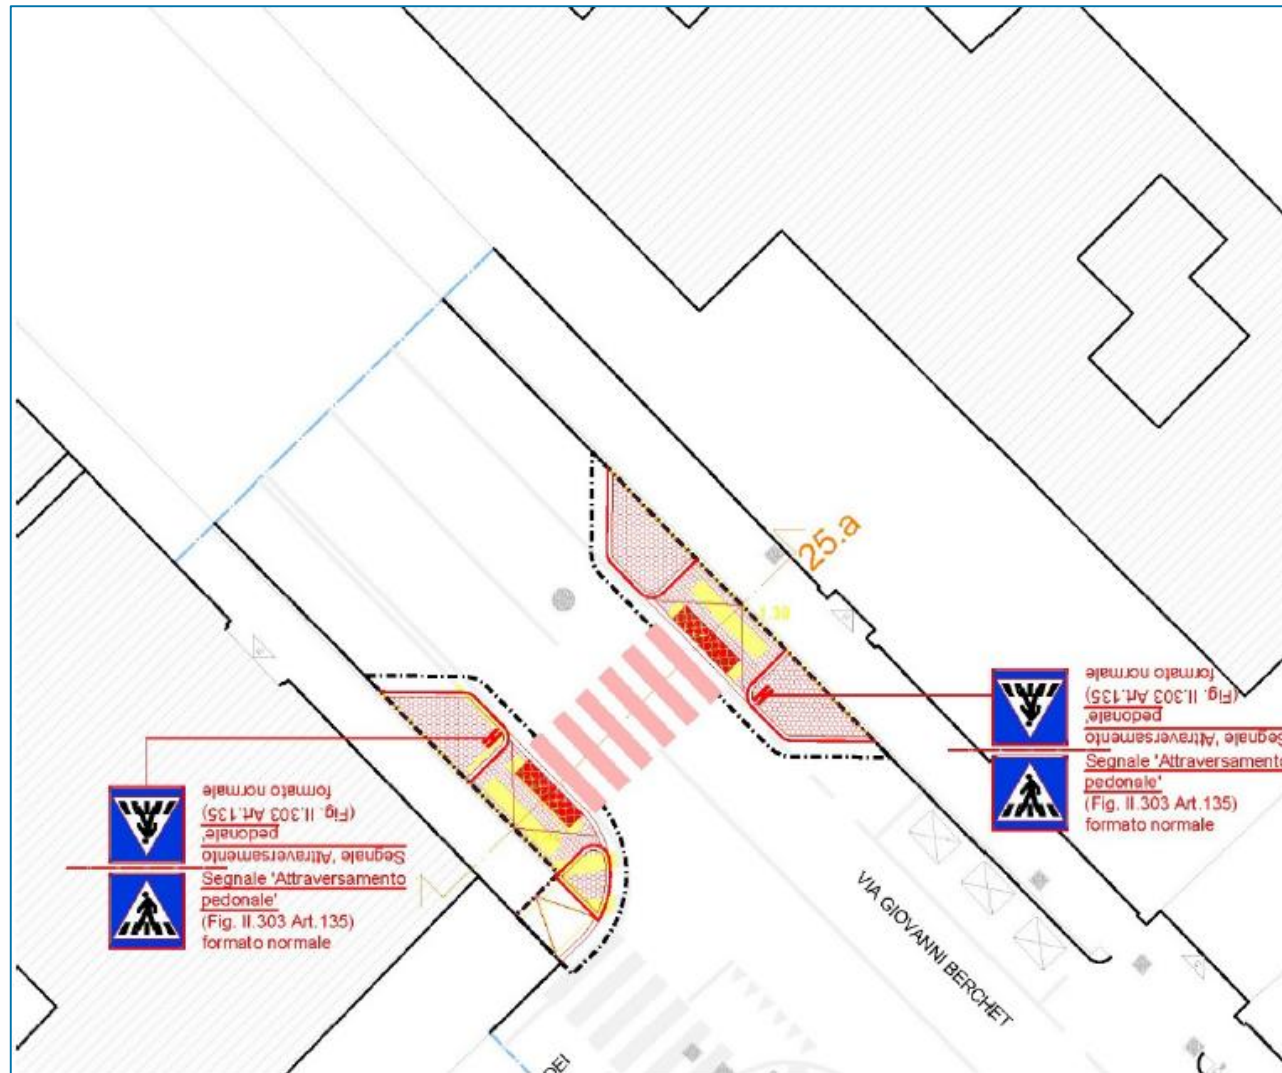 25.a
1.30
formato normale
(Fig. II.303 Art.135)
pedonale'
Segnale 'Attraversamento
Segnale 'Attraversamento
pedonale'
(Fig. II.303 Art.135)
formato normale
formato normale
(Fig. II.303 Art.135)
pedonale'
Segnale 'Attraversamento
Segnale 'Attraversamento
pedonale'
(Fig. II.303 Art.135)
formato normale
VIA GIOVANNI BERCHET
DEI